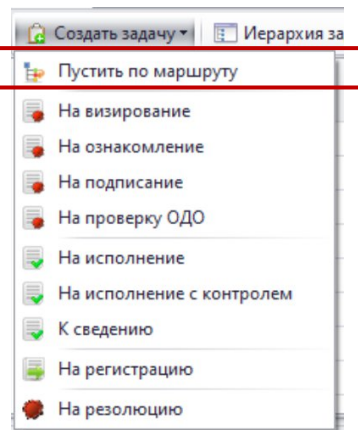 Создать задачу Иерархия за
Пустить по маршруту
На визирование
На ознакомление
На подписание
На проверку ОДО
На исполнение
На исполнение с контролем
К сведению
На регистрацию
На резолюцию